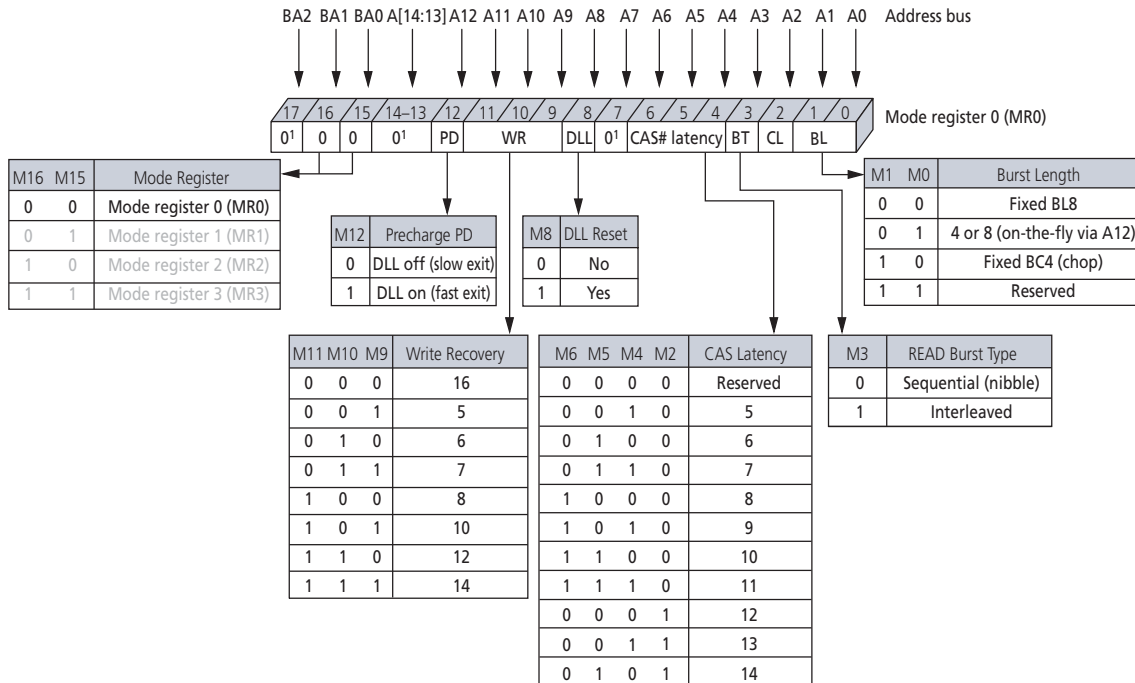 BA2 BA1 BA0 A[14:13] A12 A11 A10 A9 A8 A7 A6 A5 A4 A3 A2 A1 A0 Address bus
17 16 15 14–13 12 11 10 9 8 7 6 5 4 3 2 1 0
Mode register 0 (MR0)
0¹ 0 0 0¹ PD WR DLL 0¹ CAS# latency BT CL BL
M16 M15 Mode Register
0 0 Mode register 0 (MR0)
0 1 Mode register 1 (MR1)
1 0 Mode register 2 (MR2)
1 1 Mode register 3 (MR3)
M12 Precharge PD
0 DLL off (slow exit)
1 DLL on (fast exit)
M8 DLL Reset
0 No
1 Yes
M1 M0 Burst Length
0 0 Fixed BL8
0 1 4 or 8 (on-the-fly via A12)
1 0 Fixed BC4 (chop)
1 1 Reserved
M11 M10 M9 Write Recovery
0 0 0 16
0 0 1 5
0 1 0 6
0 1 1 7
1 0 0 8
1 0 1 10
1 1 0 12
1 1 1 14
M6 M5 M4 M2 CAS Latency
0 0 0 0 Reserved
0 0 1 0 5
0 1 0 0 6
0 1 1 0 7
1 0 0 0 8
1 0 1 0 9
1 1 0 0 10
1 1 1 0 11
0 0 0 1 12
0 0 1 1 13
0 1 0 1 14
M3 READ Burst Type
0 Sequential (nibble)
1 Interleaved